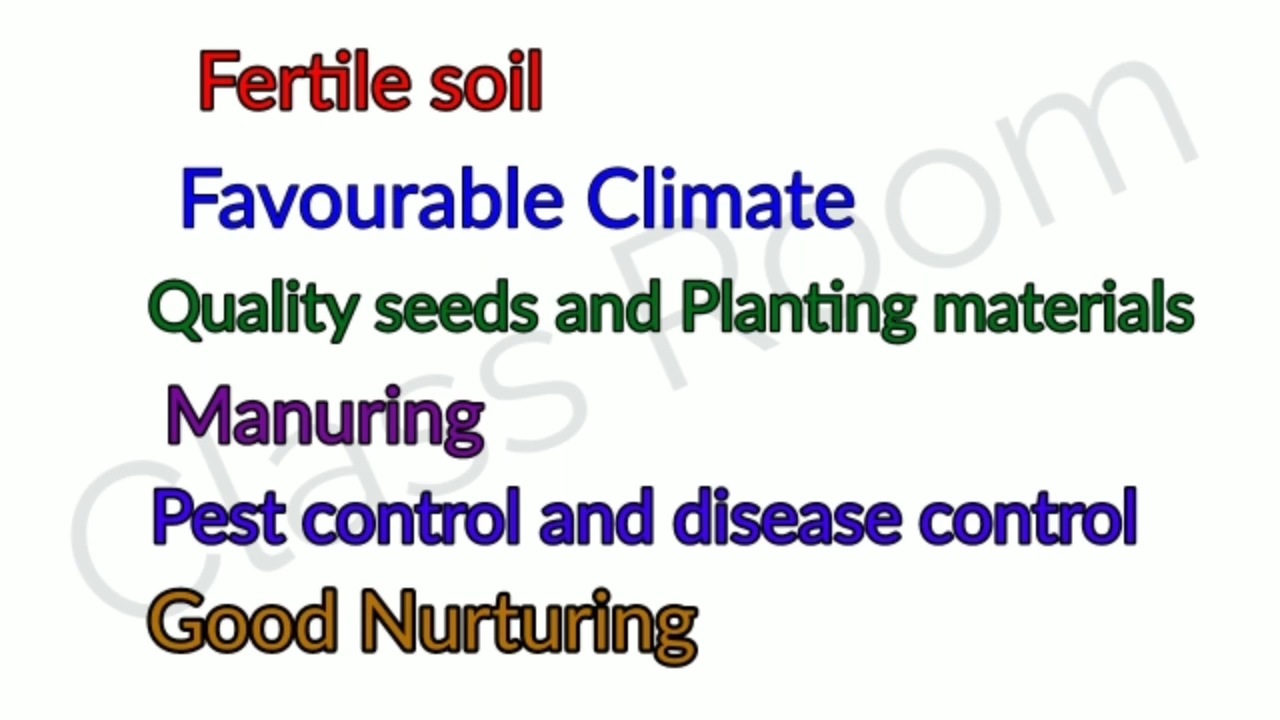 Fertile soil
Favourable Climate
Quality seeds and Planting materials
Manuring
Pest control and disease control
Good Nurturing
Class Room